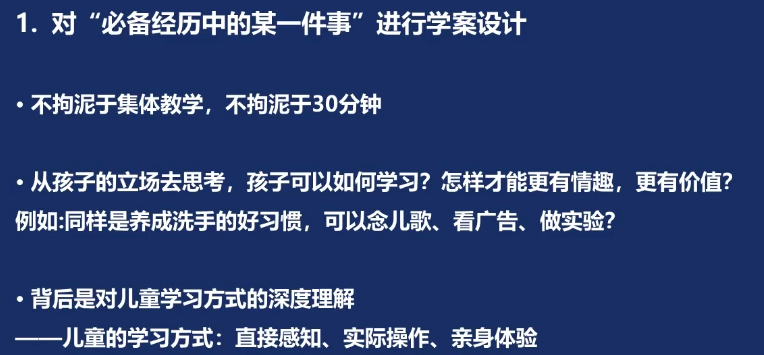 1. 对“必备经历中的某一件事”进行学案设计
• 不拘泥于集体教学，不拘泥于30分钟
• 从孩子的立场去思考，孩子可以如何学习？怎样才能更有情趣，更有价值？
例如:同样是养成洗手的好习惯，可以念儿歌、看广告、做实验？
• 背后是对儿童学习方式的深度理解
——儿童的学习方式：直接感知、实际操作、亲身体验